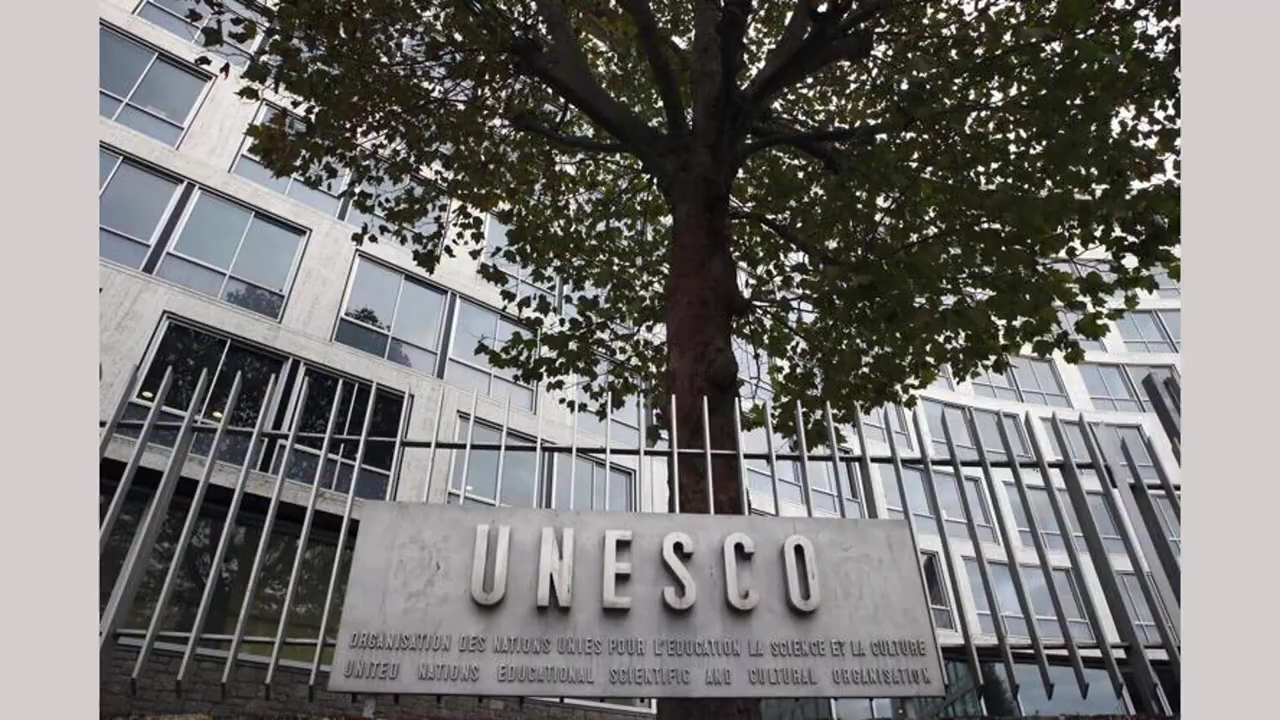 UNESCO
ORGANISATION DES NATIONS UNIES POUR L'EDUCATION LA SCIENCE ET LA CULTURE
UNITED NATIONS EDUCATIONAL SCIENTIFIC AND CULTURAL ORGANISATION